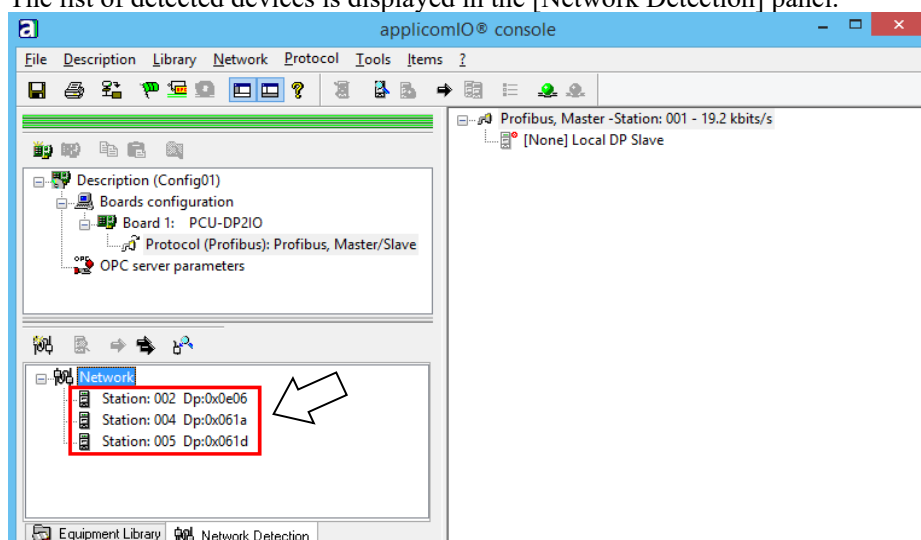 The list of detected devices is displayed in the [Network Detection] panel.
applicomIO® console
File Description Library Network Protocol Tools Items ?
Profibus, Master -Station: 001 - 19.2 kbits/s
[None] Local DP Slave
Description (Config01)
Boards configuration
Board 1: PCU-DP2IO
Protocol (Profibus): Profibus, Master/Slave
OPC server parameters
Network
Station: 002 Dp:0x0e06
Station: 004 Dp:0x061a
Station: 005 Dp:0x061d
Equipment Library Network Detection